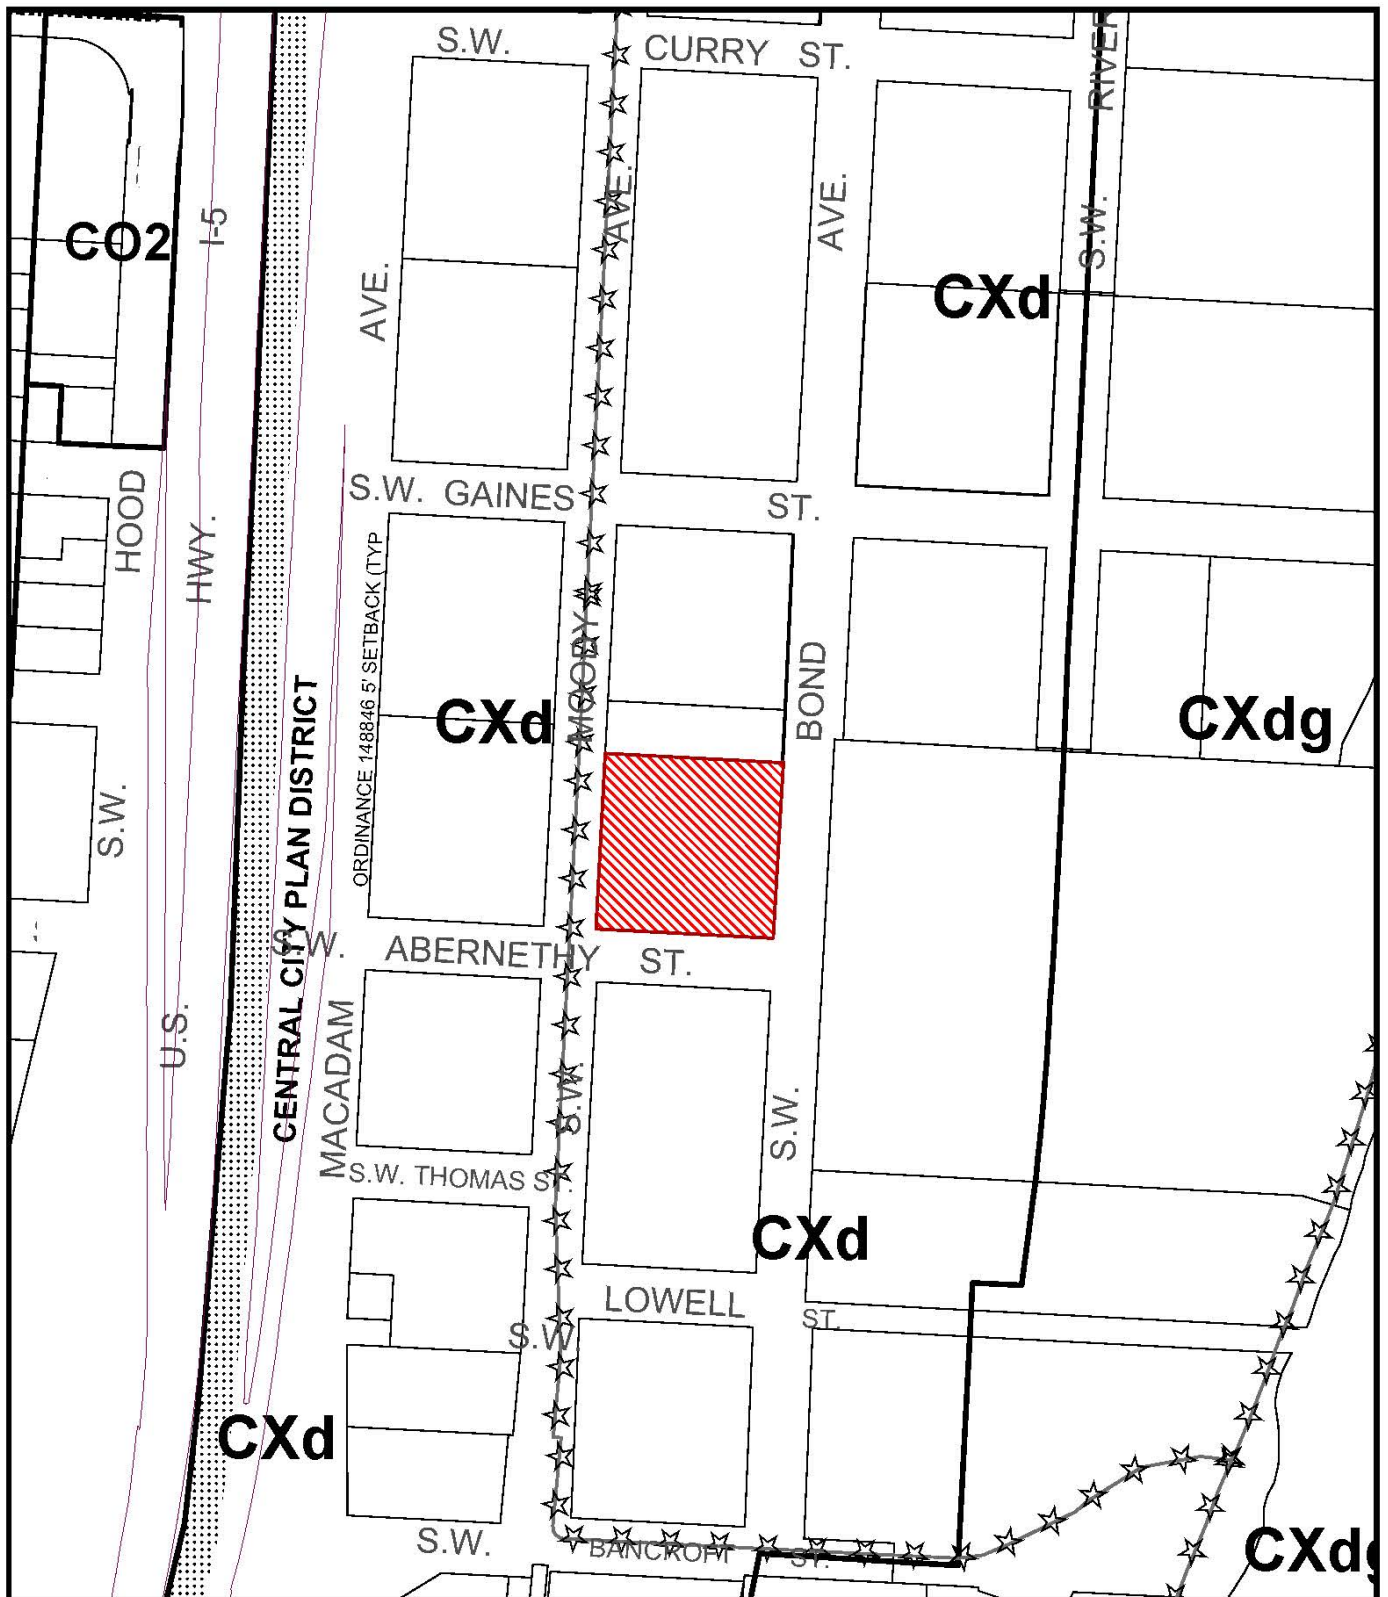 S.W. CURRY ST.
S.W. RIVER
CO2
I-5
AVE.
AVE.
AVE.
CXd
S.W. GAINES ST.
HOOD
HWY.
ORDINANCE 148846 5' SETBACK (TYP
MOODY
BOND
CXd
CXdg
CENTRAL CITY PLAN DISTRICT
S.W.
S.W. ABERNETHY ST.
U.S.
MACADAM
S.W.
S.W.
S.W. THOMAS ST.
CXd
S.W. LOWELL ST.
CXd
S.W. BANCROFT ST.
CXdg